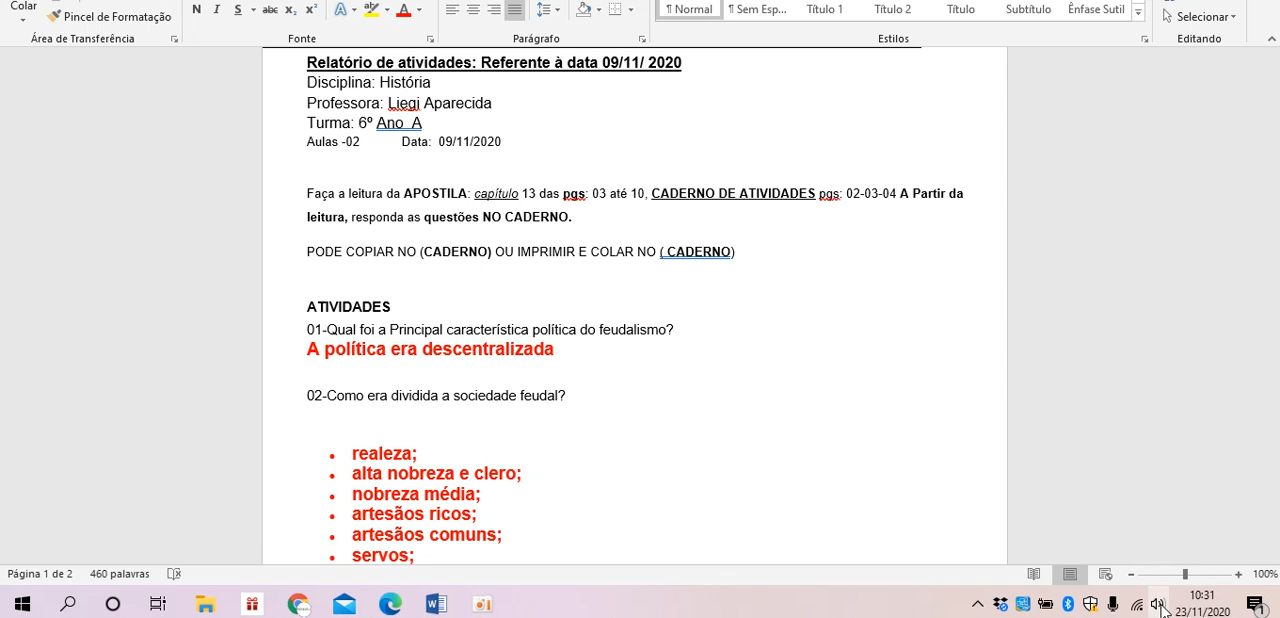 Colar
Pincel de Formatação
N I S abc x₂ x² A aby A
¶ Normal
¶ Sem Esp...
Título 1
Título 2
Título
Subtítulo
Ênfase Sutil
Selecionar
Área de Transferência
Fonte
Parágrafo
Estilos
Editando
Relatório de atividades: Referente à data 09/11/ 2020
Disciplina: História
Professora: Liegi Aparecida
Turma: 6º Ano A
Aulas -02 Data: 09/11/2020
Faça a leitura da APOSTILA: capítulo 13 das pgs: 03 até 10, CADERNO DE ATIVIDADES pgs: 02-03-04 A Partir da
leitura, responda as questões NO CADERNO.
PODE COPIAR NO (CADERNO) OU IMPRIMIR E COLAR NO ( CADERNO)
ATIVIDADES
01-Qual foi a Principal característica política do feudalismo?
A política era descentralizada
02-Como era dividida a sociedade feudal?
• realeza;
• alta nobreza e clero;
• nobreza média;
• artesãos ricos;
• artesãos comuns;
• servos;
Página 1 de 2 460 palavras
100%
10:31
23/11/2020
1